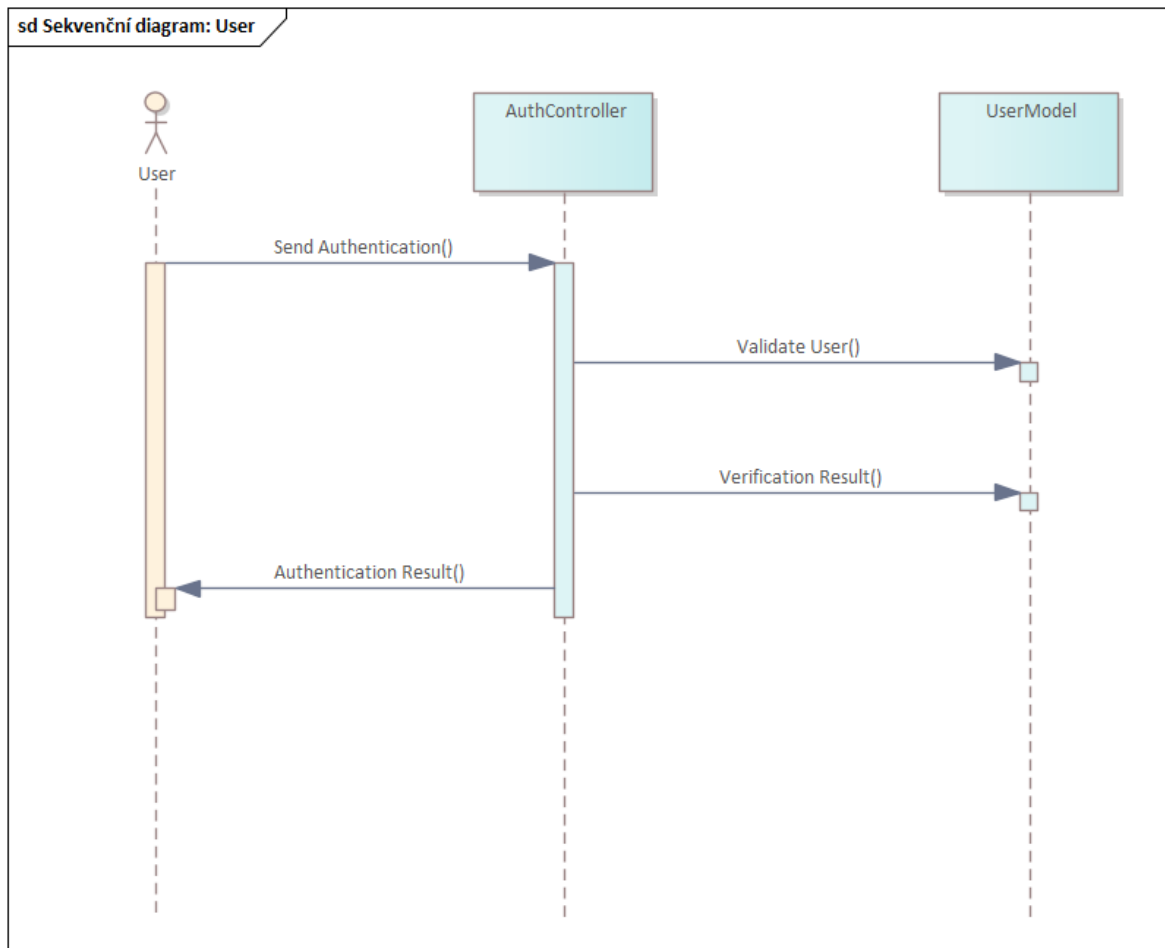 sd Sekvenční diagram: User
User
AuthController
UserModel
Send Authentication()
Validate User()
Verification Result()
Authentication Result()